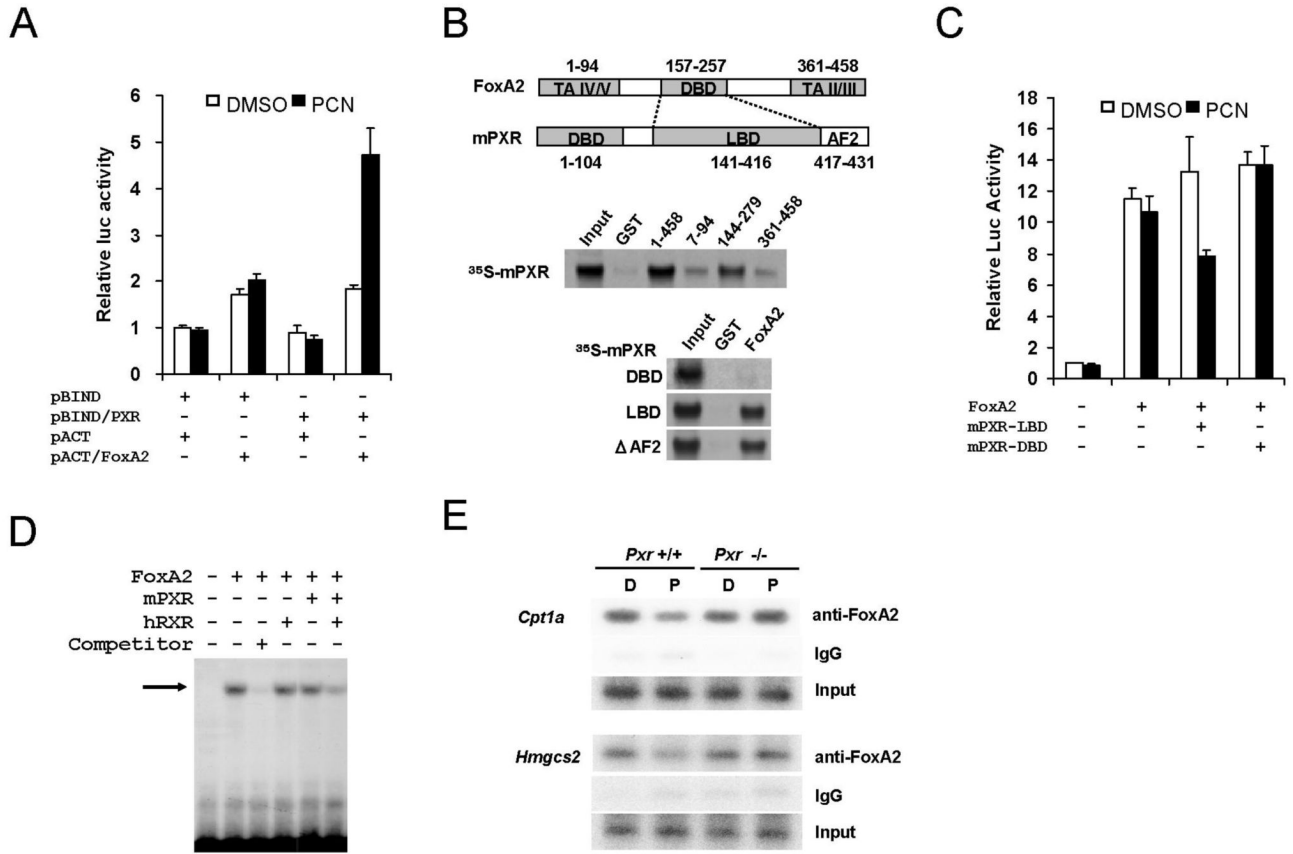 A
Relative luc activity
6
5
4
3
2
1
0
DMSO PCN
pBIND + + - -
pBIND/PXR - - + +
pACT + - + -
pACT/FoxA2 - + - +
B
1-94 157-257 361-458
FoxA2 TA IV/V DBD TA II/III
mPXR DBD LBD AF2
1-104 141-416 417-431
Input GST 1-458 7-94 144-279 361-458
³⁵S-mPXR
Input GST FoxA2
³⁵S-mPXR
DBD
LBD
Δ AF2
C
Relative Luc Activity
18
16
14
12
10
8
6
4
2
0
DMSO PCN
FoxA2 - + + +
mPXR-LBD - - + -
mPXR-DBD - - - +
D
FoxA2 - + + + + +
mPXR - - - - + +
hRXR - - - + - +
Competitor - - + - - -
E
Pxr +/+ Pxr -/-
D P D P
Cpt1a anti-FoxA2
IgG
Input
Hmgcs2 anti-FoxA2
IgG
Input